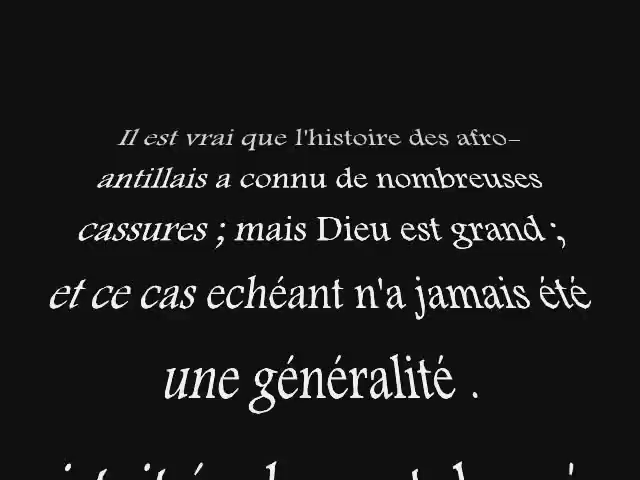 Il est vrai que l'histoire des afro-
antillais a connu de nombreuses
cassures ; mais Dieu est grand ;
et ce cas echéant n'a jamais été
une généralité .